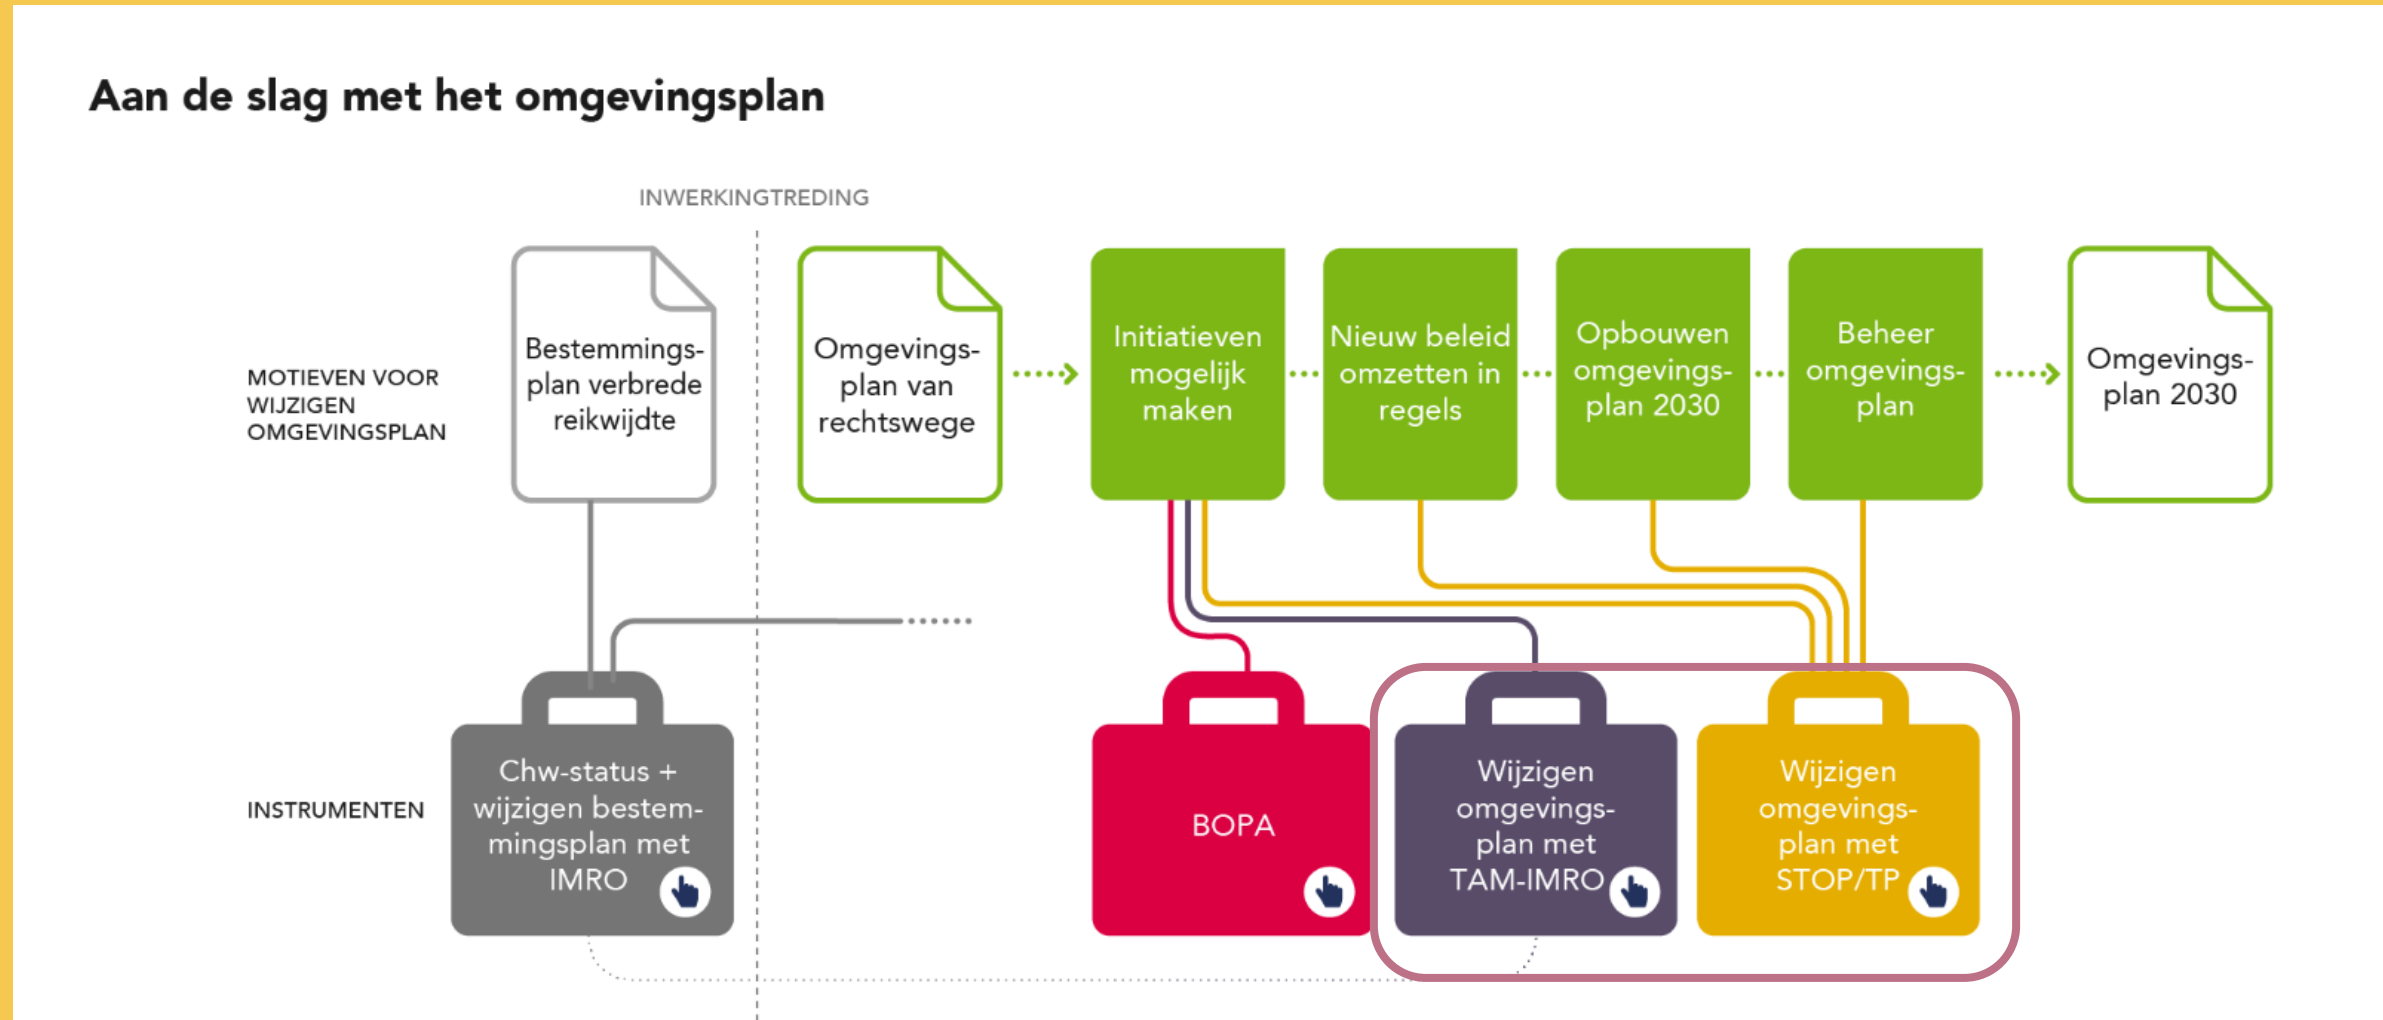 Aan de slag met het omgevingsplan
INWERKINGTREDING
MOTIEVEN VOOR
WIJZIGEN
OMGEVINGSPLAN
Bestemmings-
plan verbrede
reikwijdte
Omgevings-
plan van
rechtswege
Initiatieven
mogelijk
maken
Nieuw beleid
omzetten in
regels
Opbouwen
omgevings-
plan 2030
Beheer
omgevings-
plan
Omgevings-
plan 2030
INSTRUMENTEN
Chw-status +
wijzigen bestem-
mingsplan met
IMRO
BOPA
Wijzigen
omgevings-
plan met
TAM-IMRO
Wijzigen
omgevings-
plan met
STOP/TP